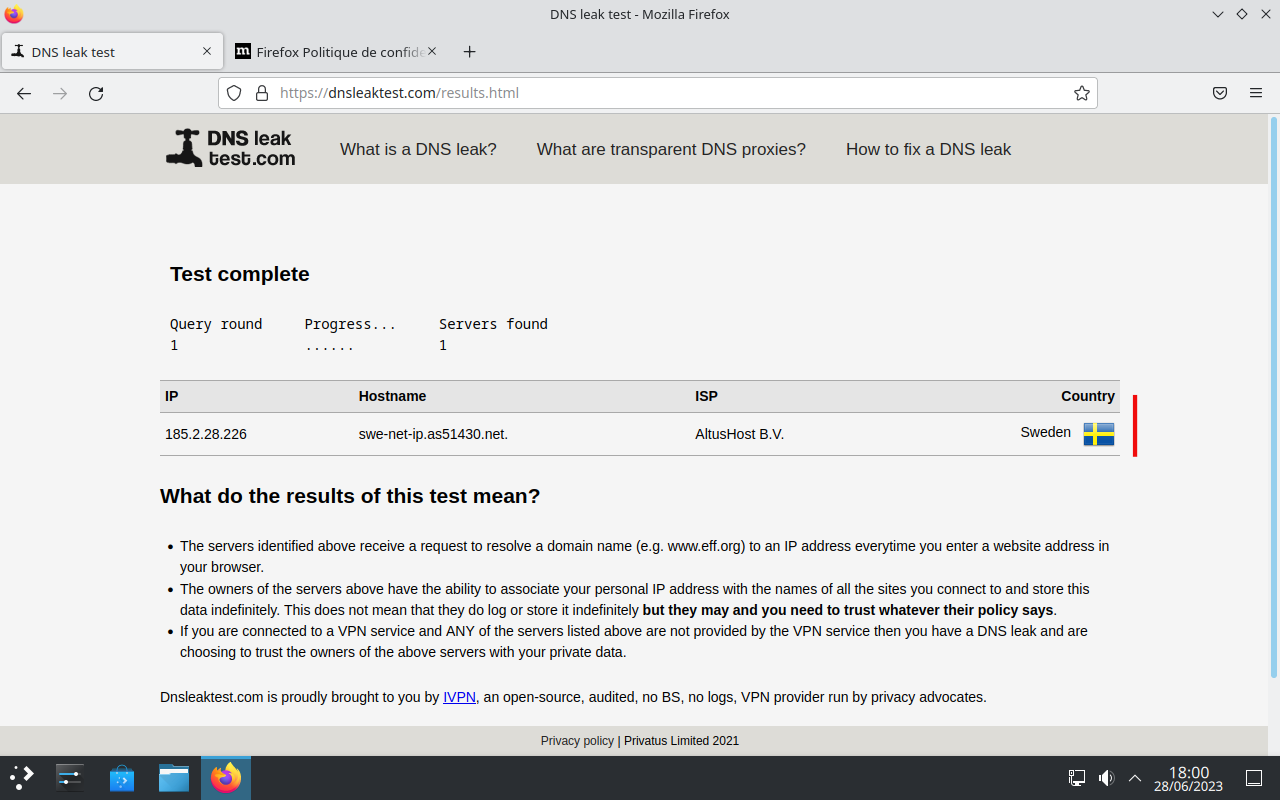 DNS leak test - Mozilla Firefox
DNS leak test
Firefox Politique de confide
https://dnsleaktest.com/results.html
DNS leak
test.com
What is a DNS leak?
What are transparent DNS proxies?
How to fix a DNS leak
Test complete
Query round Progress... Servers found
1 ...... 1
IP Hostname ISP Country
185.2.28.226 swe-net-ip.as51430.net. AltusHost B.V. Sweden
What do the results of this test mean?
The servers identified above receive a request to resolve a domain name (e.g. www.eff.org) to an IP address everytime you enter a website address in
your browser.
The owners of the servers above have the ability to associate your personal IP address with the names of all the sites you connect to and store this
data indefinitely. This does not mean that they do log or store it indefinitely but they may and you need to trust whatever their policy says.
If you are connected to a VPN service and ANY of the servers listed above are not provided by the VPN service then you have a DNS leak and are
choosing to trust the owners of the above servers with your private data.
Dnsleaktest.com is proudly brought to you by IVPN, an open-source, audited, no BS, no logs, VPN provider run by privacy advocates.
Privacy policy | Privatus Limited 2021
18:00
28/06/2023